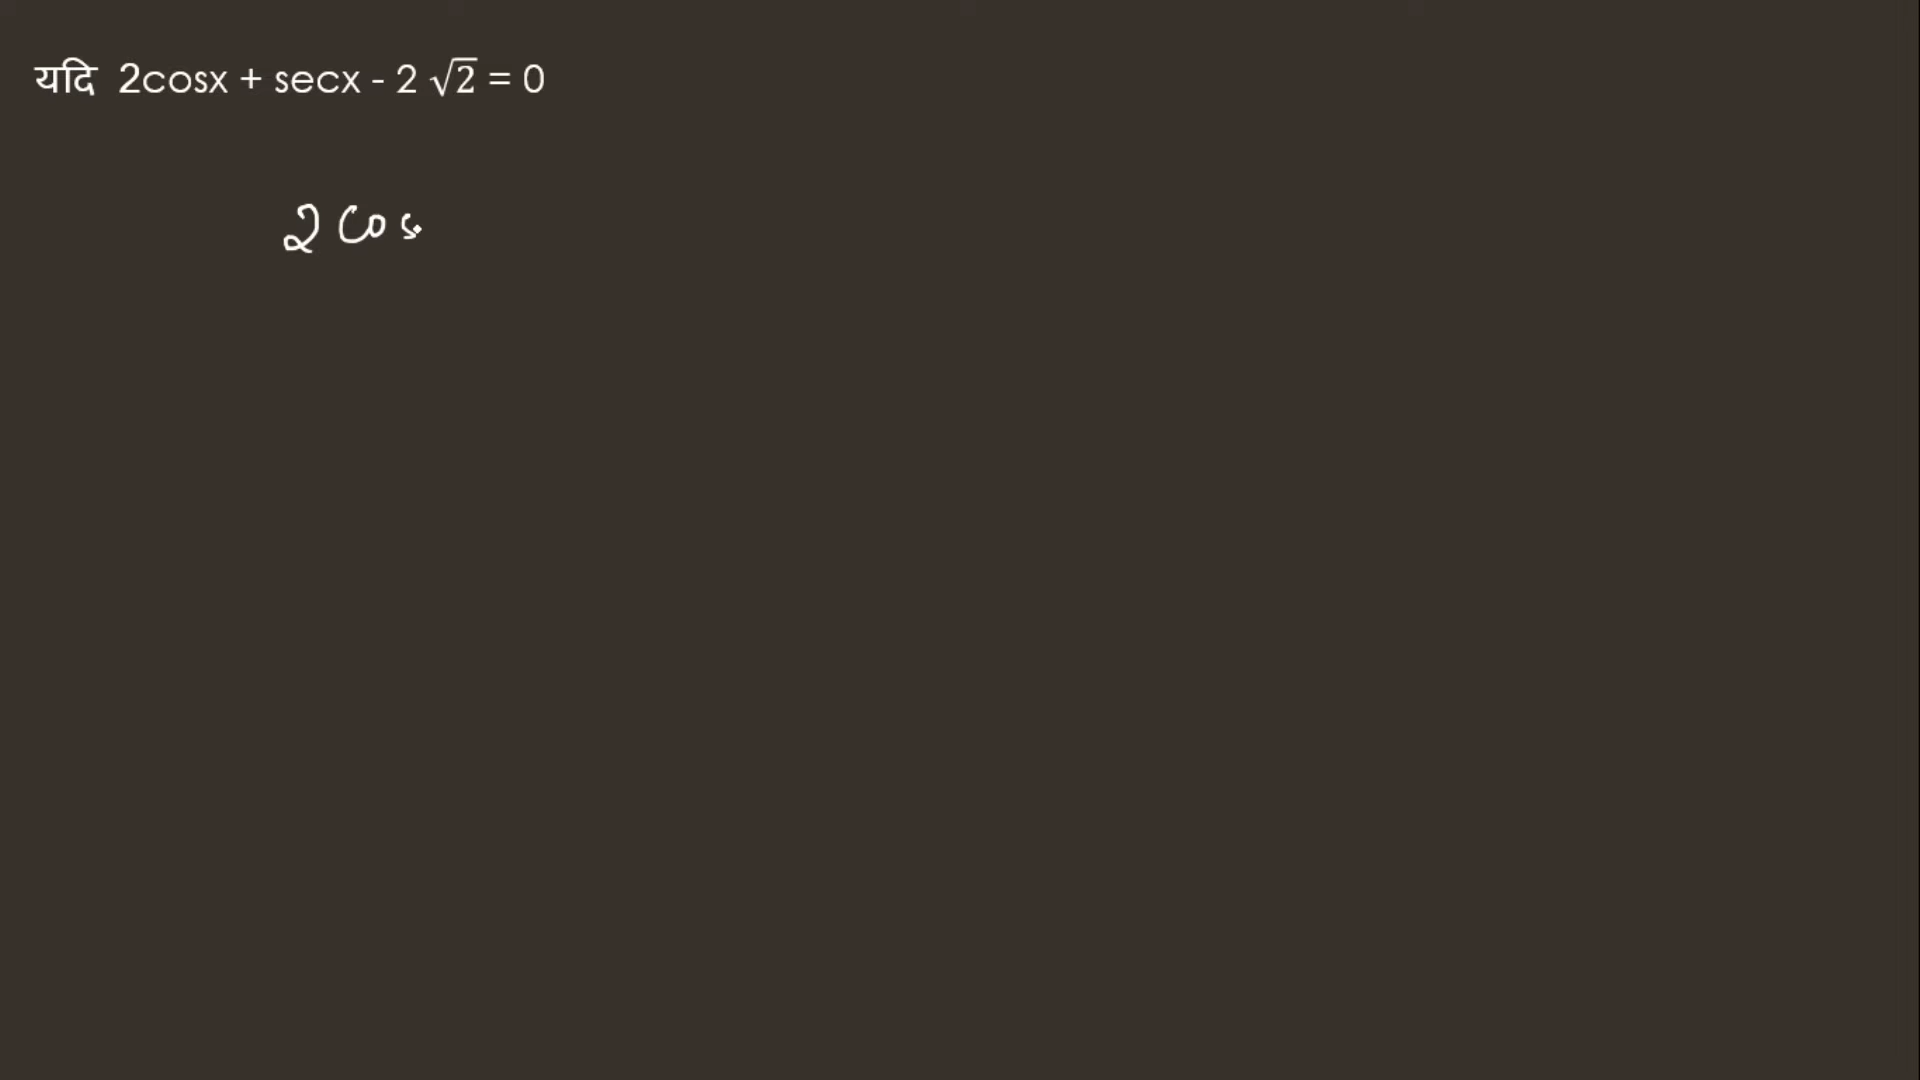 यदि 2cosx + secx - 2 √2 = 0
2 cos